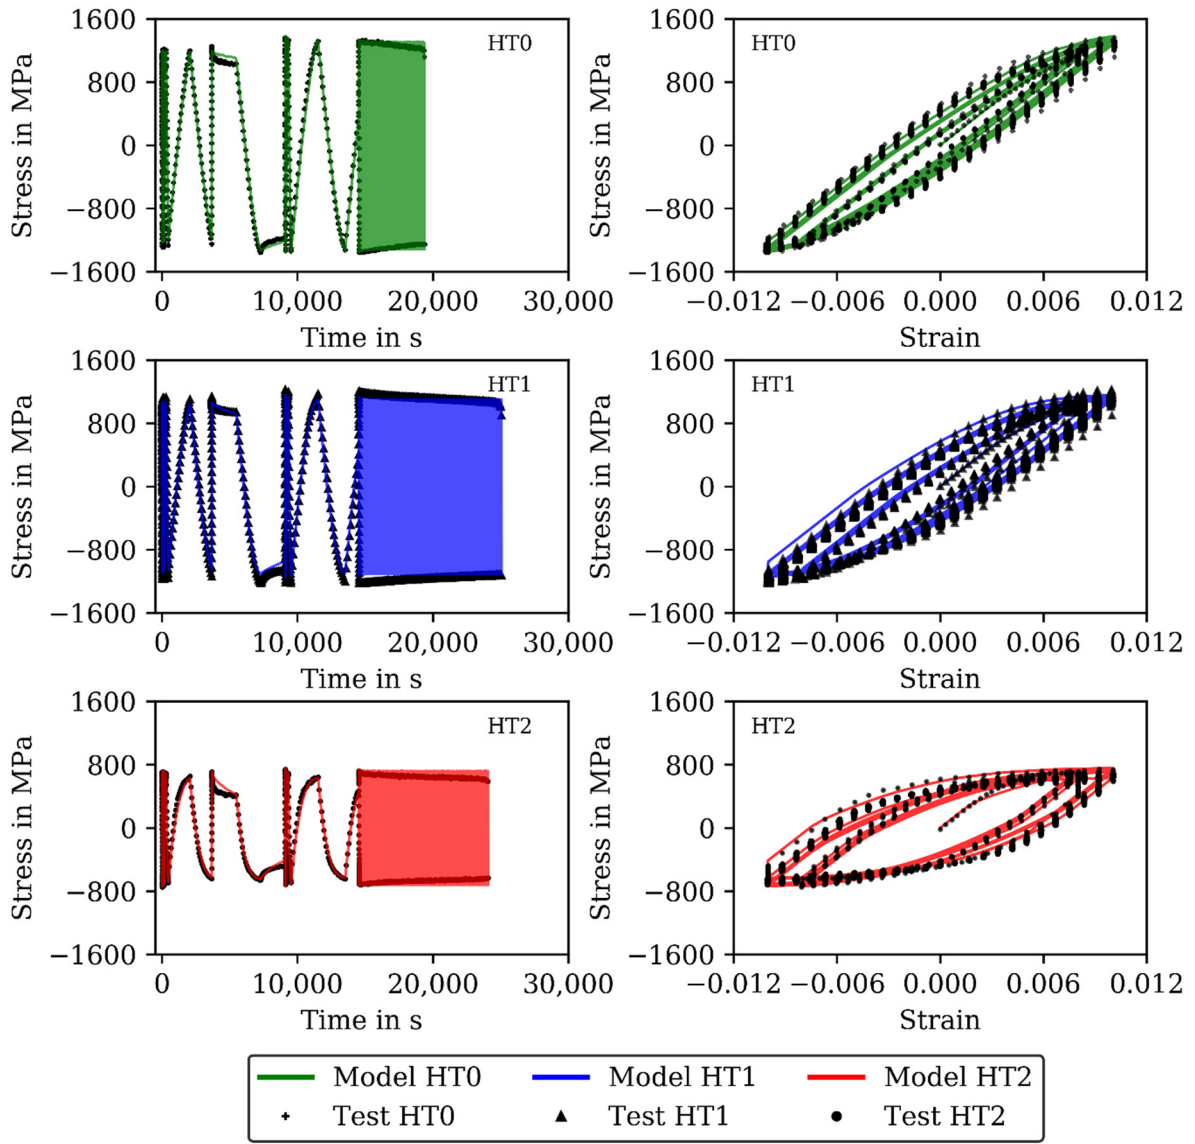 1600
800
0
−800
−1600
Stress in MPa
HT0
0
10,000
20,000
30,000
Time in s
1600
800
0
−800
−1600
Stress in MPa
HT0
−0.012
−0.006
0.000
0.006
0.012
Strain
1600
800
0
−800
−1600
Stress in MPa
HT1
0
10,000
20,000
30,000
Time in s
1600
800
0
−800
−1600
Stress in MPa
HT1
−0.012
−0.006
0.000
0.006
0.012
Strain
1600
800
0
−800
−1600
Stress in MPa
HT2
0
10,000
20,000
30,000
Time in s
1600
800
0
−800
−1600
Stress in MPa
HT2
−0.012
−0.006
0.000
0.006
0.012
Strain
Model HT0
Model HT1
Model HT2
Test HT0
Test HT1
Test HT2